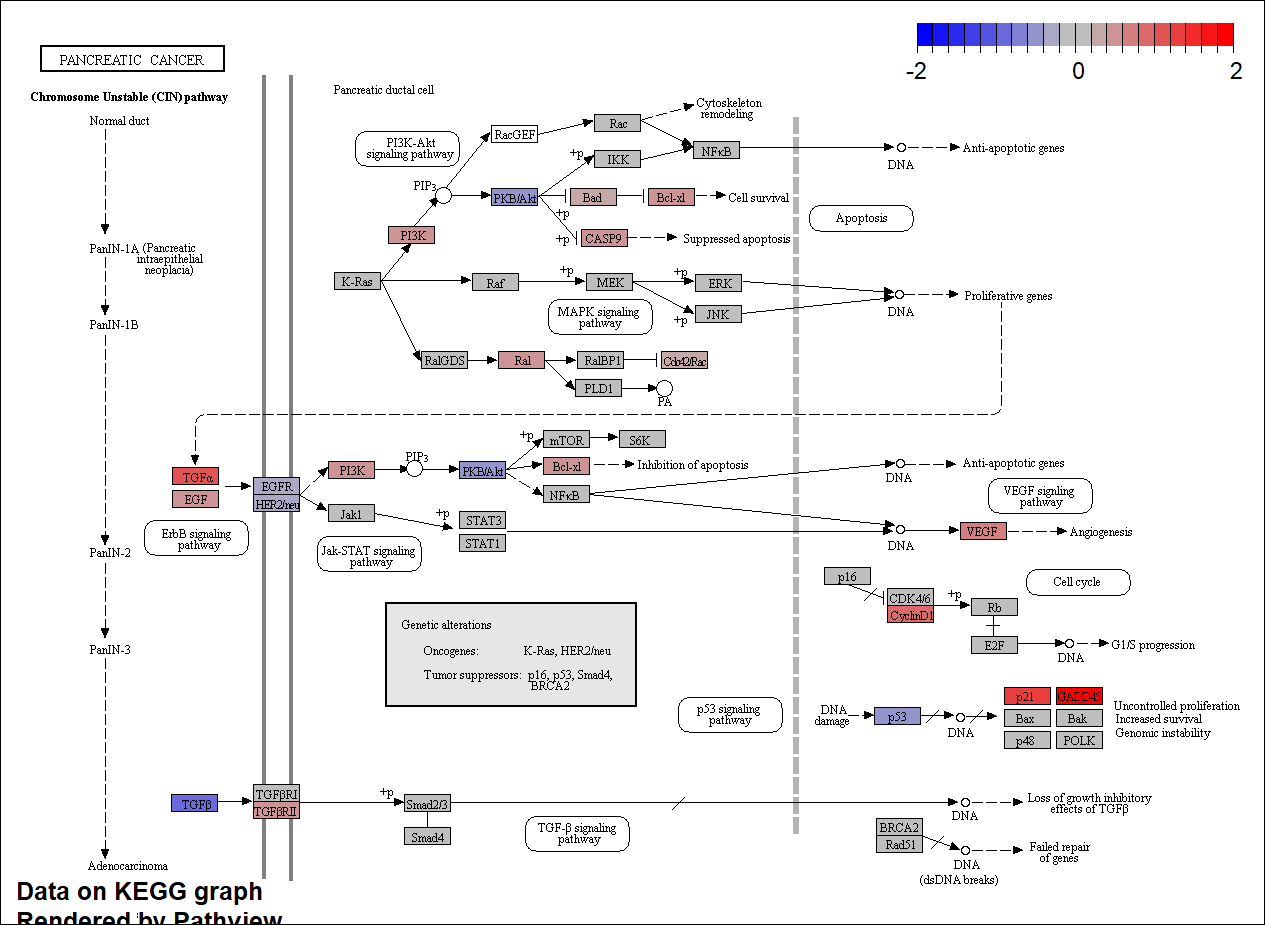 PANCREATIC CANCER
-2
0
2
Chromosome Unstable (CIN) pathway
Pancreatic ductal cell
Normal duct
PanIN-1A (Pancreatic
intraepithelial
neoplacia)
PanIN-1B
PanIN-2
PanIN-3
Adenocarcinoma
PI3K-Akt
signaling pathway
RacGEF
Rac
Cytoskeleton
remodeling
+p
IKK
NFκB
DNA
Anti-apoptotic genes
PIP3
PKB/Akt
Bad
Bcl-xl
Cell survival
+p
Apoptosis
PI3K
+p
CASP9
Suppressed apoptosis
K-Ras
Raf
+p
MEK
+p
ERK
DNA
Proliferative genes
MAPK signaling
pathway
+p
JNK
RalGDS
Ral
RalBP1
Cdc42/Rac
PLD1
PA
TGFα
EGF
EGFR
HER2/neu
ErbB signaling
pathway
PI3K
PIP3
PKB/Akt
+p
mTOR
S6K
Bcl-xl
Inhibition of apoptosis
NFκB
DNA
Anti-apoptotic genes
VEGF signling
pathway
Jak1
+p
STAT3
STAT1
Jak-STAT signaling
pathway
DNA
VEGF
Angiogenesis
p16
CDK4/6
CyclinD1
+p
Rb
E2F
Cell cycle
DNA
G1/S progression
Genetic alterations
Oncogenes: K-Ras, HER2/neu
Tumor suppressors: p16, p53, Smad4,
BRCA2
p53 signaling
pathway
DNA
damage
p53
DNA
p21
GADD45
Bax
Bak
p48
POLK
Uncontrolled proliferation
Increased survival
Genomic instability
TGFβ
TGFβRI
TGFβRII
+p
Smad2/3
Smad4
TGF-β signaling
pathway
DNA
Loss of growth inhibitory
effects of TGFβ
BRCA2
Rad51
DNA
(dsDNA breaks)
Failed repair
of genes
Data on KEGG graph
Rendered by Pathview